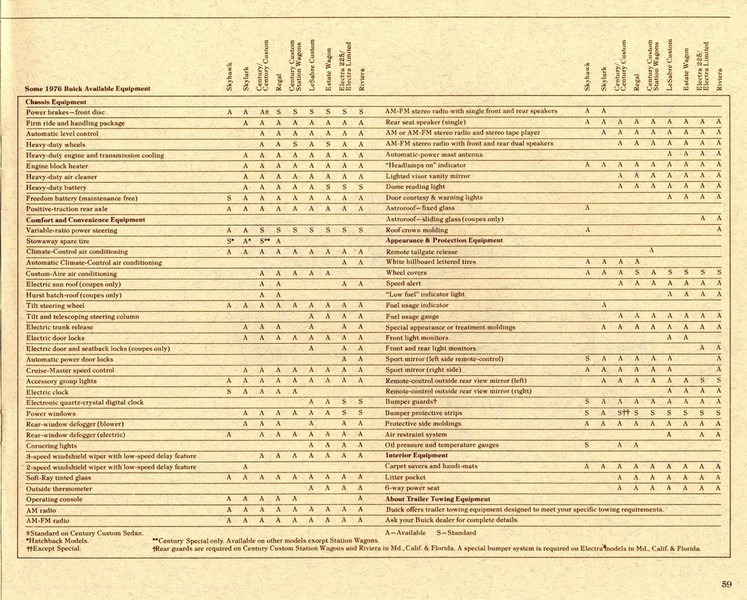 Some 1976 Buick Available Equipment
Skyhawk
Skylark
Century/
Century Custom
Regal
Century Custom
Station Wagons
LeSabre Custom
Estate Wagon
Electra 225/
Electra Limited
Riviera
Chassis Equipment
Power brakes—front disc A A A# S S S S S S
Firm ride and handling package A A A A A A A A
Automatic level control A A A A A A A
Heavy-duty wheels A A S A S A A
Heavy-duty engine and transmission cooling A A A A A A A A
Engine block heater A A A A A A A A
Heavy-duty air cleaner A A A A A A A A
Heavy-duty battery A A A A A S S S
Freedom battery (maintenance free) S A A A A A A A A
Positive-traction rear axle A A A A A A A A A
Comfort and Convenience Equipment
Variable-ratio power steering A A S S S S S S S
Stowaway spare tire S* A* S** A
Climate-Control air conditioning A A A A A A A A A
Automatic Climate-Control air conditioning A A
Custom-Aire air conditioning A A A A A
Electric sun roof (coupes only) A A A A
Hurst hatch-roof (coupes only) A A
Tilt steering wheel A A A A A A A A A
Tilt and telescoping steering column A A A A
Electric trunk release A A A A A A
Electric door locks A A A A A A A A
Electric door and seatback locks (coupes only) A A A
Automatic power door locks A A
Cruise-Master speed control A A A A A A A A
Accessory group lights A A A A A A A A A
Electric clock S A A A A
Electronic quartz-crystal digital clock A A S S
Power windows A A A A A A S S
Rear-window defogger (blower) A A A A A A
Rear-window defogger (electric) A A A A A A A A
Cornering lights A A A A
3-speed windshield wiper with low-speed delay feature A A A A A A A
2-speed windshield wiper with low-speed delay feature A
Soft-Ray tinted glass A A A A A A A A A
Outside thermometer A A A A
Operating console A A A A A A
AM radio A A A A A A A A A
AM-FM radio A A A A A A A A A
Skyhawk
Skylark
Century/
Century Custom
Regal
Century Custom
Station Wagons
LeSabre Custom
Estate Wagon
Electra 225/
Electra Limited
Riviera
AM-FM stereo radio with single front and rear speakers A A
Rear seat speaker (single) A A A A A A A A A
AM or AM-FM stereo radio and stereo tape player A A A A A A A A
AM-FM stereo radio with front and rear dual speakers A A A A A A A
Automatic-power mast antenna A A A A
"Headlamps on" indicator A A A A A A A A A
Lighted visor vanity mirror A A A A A A A
Dome reading light A A A A A A A
Door courtesy & warning lights A A A A
Astroroof—fixed glass A
Astroroof—sliding glass (coupes only) A A
Roof crown molding A A
Appearance & Protection Equipment
Remote tailgate release A
White billboard lettered tires A A A A
Wheel covers A A A S A S S S S
Speed alert A A A A A A A
"Low fuel" indicator light A A A A
Fuel usage indicator A
Fuel usage gauge A A A A A A A
Special appearance or treatment moldings A A A A A A A A
Front light monitors A A
Front and rear light monitors A A
Sport mirror (left side remote-control) S A A A A A A
Sport mirror (right side) A A A A A A A
Remote-control outside rear view mirror (left) A A A A A A S S
Remote-control outside rear view mirror (right) A A A A
Bumper guards† S A A A A A A A A
Bumper protective strips S A S†† S S S S S S
Protective side moldings A A A A A A A A A
Air restraint system A A A
Oil pressure and temperature gauges S A A
Interior Equipment
Carpet savers and handi-mats A A A A A A A A A
Litter pocket A A A A A A A
6-way power seat A A A A A A A
About Trailer Towing Equipment
Buick offers trailer towing equipment designed to meet your specific towing requirements.
Ask your Buick dealer for complete details.
#Standard on Century Custom Sedan. A—Available S—Standard
*Hatchback Models. **Century Special only. Available on other models except Station Wagons.
††Except Special. †Rear guards are required on Century Custom Station Wagons and Riviera in Md., Calif. & Florida. A special bumper system is required on Electra models in Md., Calif. & Florida.
59